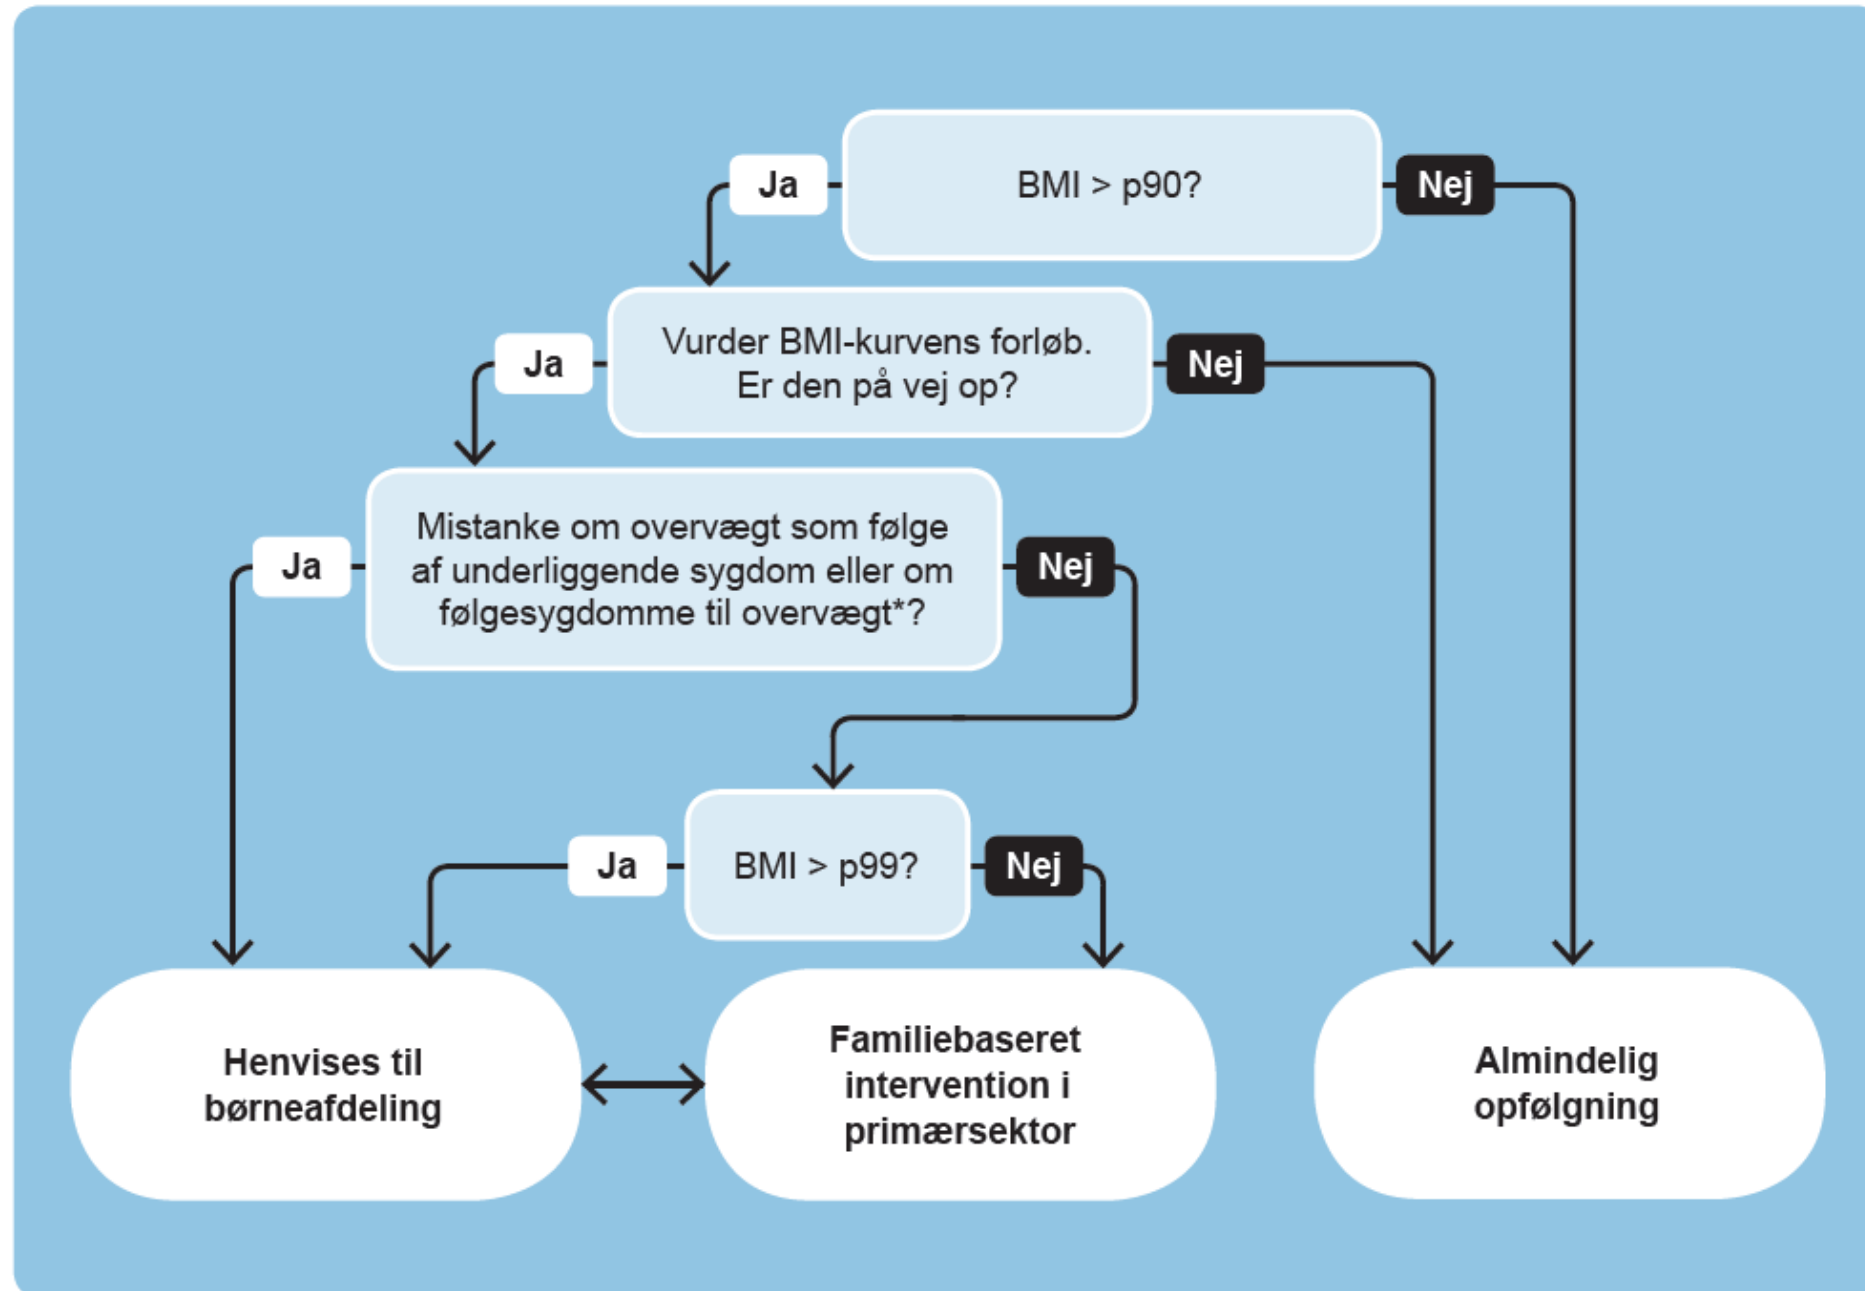 Ja
BMI > p90?
Nej
Ja
Vurder BMI-kurvens forløb.
Er den på vej op?
Nej
Ja
Mistanke om overvægt som følge
af underliggende sygdom eller om
følgesygdomme til overvægt*?
Nej
Ja
BMI > p99?
Nej
Henvises til
børneafdeling
Familiebaseret
intervention i
primærsektor
Almindelig
opfølgning